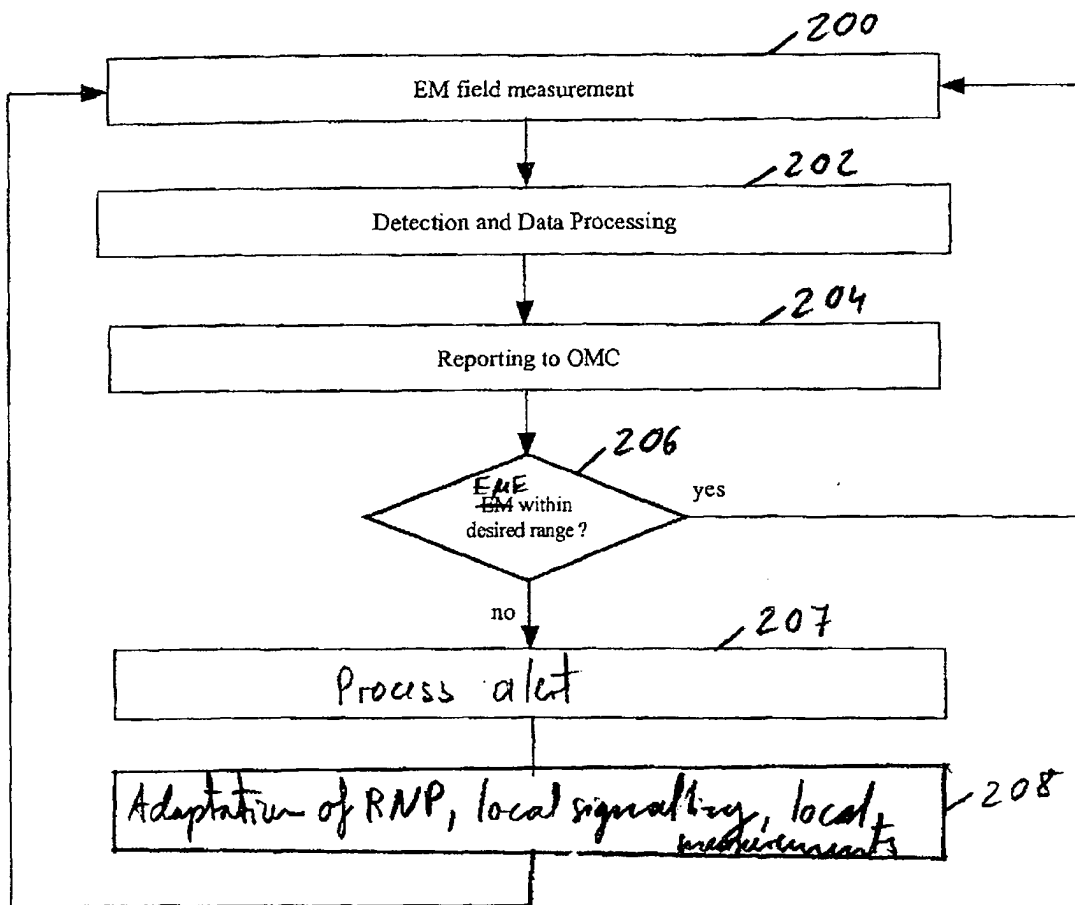 200
EM field measurement
202
Detection and Data Processing
204
Reporting to OMC
206
EME
EM within
desired range ?
yes
no
207
Process alert
208
Adaptation of RNP, local signalling, local
measurements